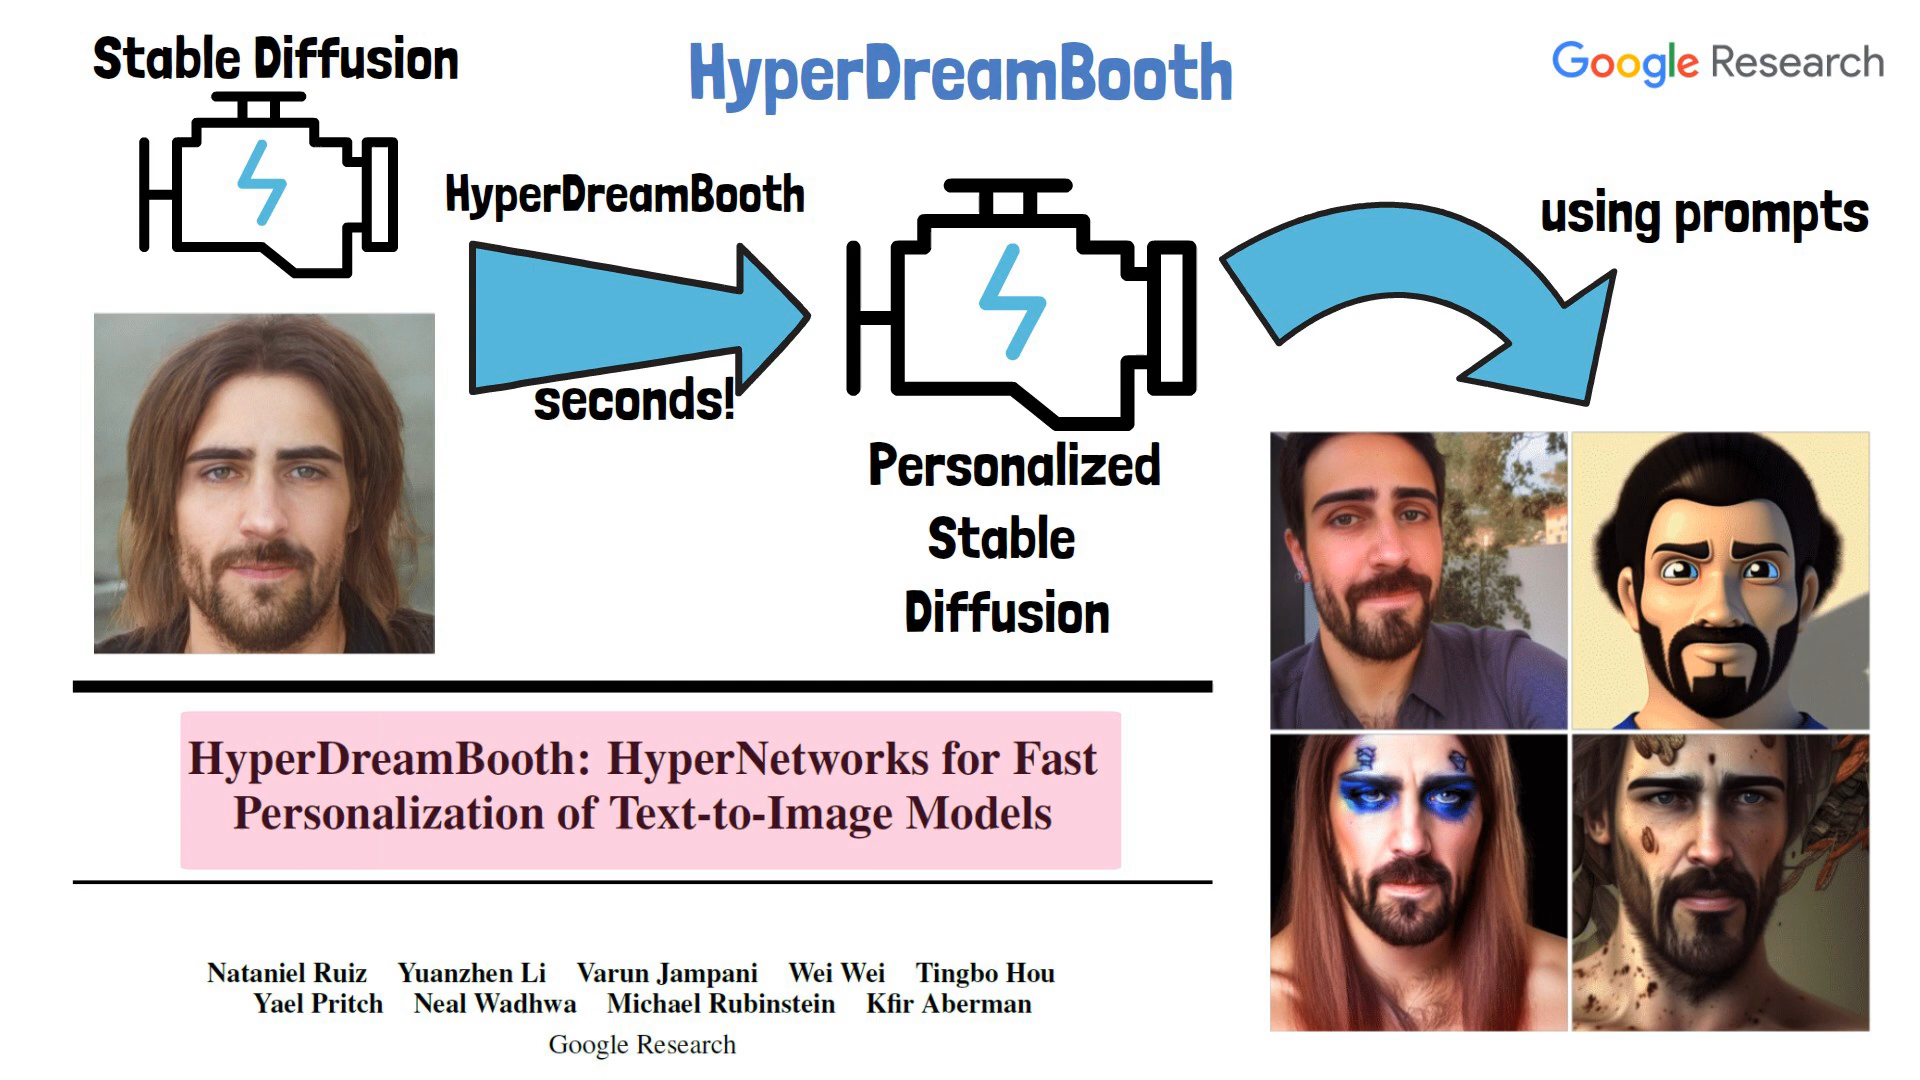 Stable Diffusion
HyperDreamBooth
Google Research
HyperDreamBooth
seconds!
using prompts
Personalized
Stable
Diffusion
HyperDreamBooth: HyperNetworks for Fast
Personalization of Text-to-Image Models
Nataniel Ruiz Yuanzhen Li Varun Jampani Wei Wei Tingbo Hou
Yael Pritch Neal Wadhwa Michael Rubinstein Kfir Aberman
Google Research